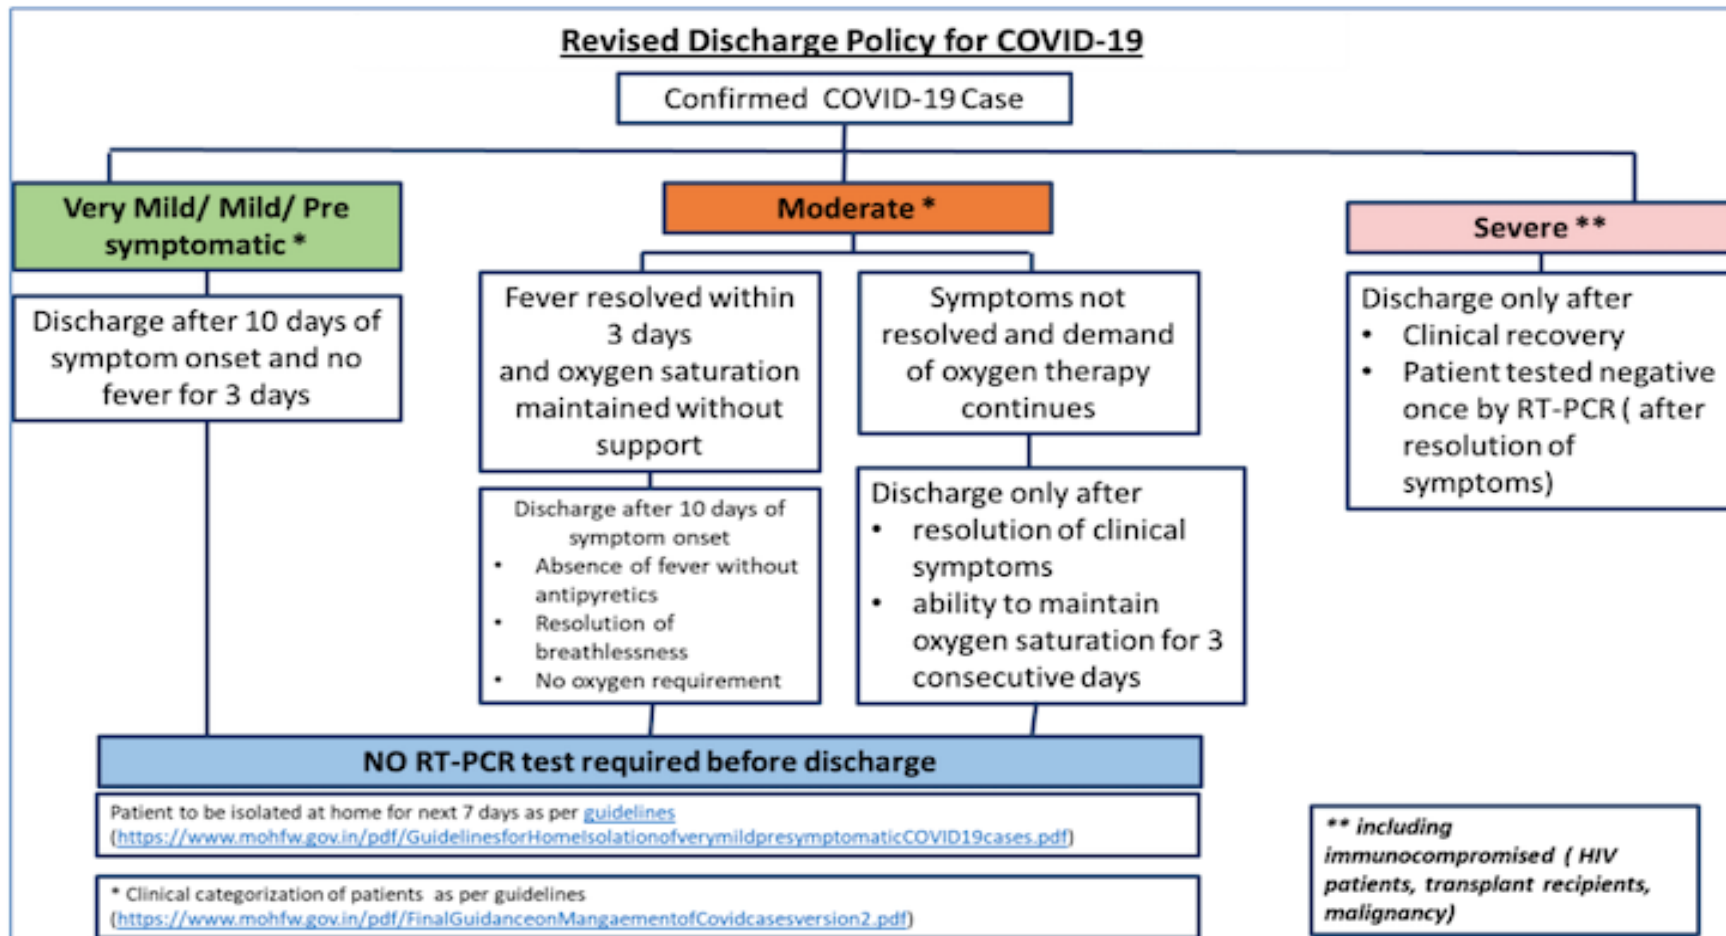 Revised Discharge Policy for COVID-19
Confirmed COVID-19 Case
Very Mild/ Mild/ Pre
symptomatic *
Discharge after 10 days of
symptom onset and no
fever for 3 days
Moderate *
Fever resolved within
3 days
and oxygen saturation
maintained without
support
Discharge after 10 days of
symptom onset
• Absence of fever without
antipyretics
• Resolution of
breathlessness
• No oxygen requirement
Symptoms not
resolved and demand
of oxygen therapy
continues
Discharge only after
• resolution of clinical
symptoms
• ability to maintain
oxygen saturation for 3
consecutive days
Severe **
Discharge only after
• Clinical recovery
• Patient tested negative
once by RT-PCR ( after
resolution of
symptoms)
NO RT-PCR test required before discharge
Patient to be isolated at home for next 7 days as per guidelines
(https://www.mohfw.gov.in/pdf/GuidelinesforHomeIsolationofverymildpresymptomaticCOVID19cases.pdf)
* Clinical categorization of patients as per guidelines
(https://www.mohfw.gov.in/pdf/FinalGuidanceonMangaementofCovidcasesversion2.pdf)
** including
immunocompromised ( HIV
patients, transplant recipients,
malignancy)